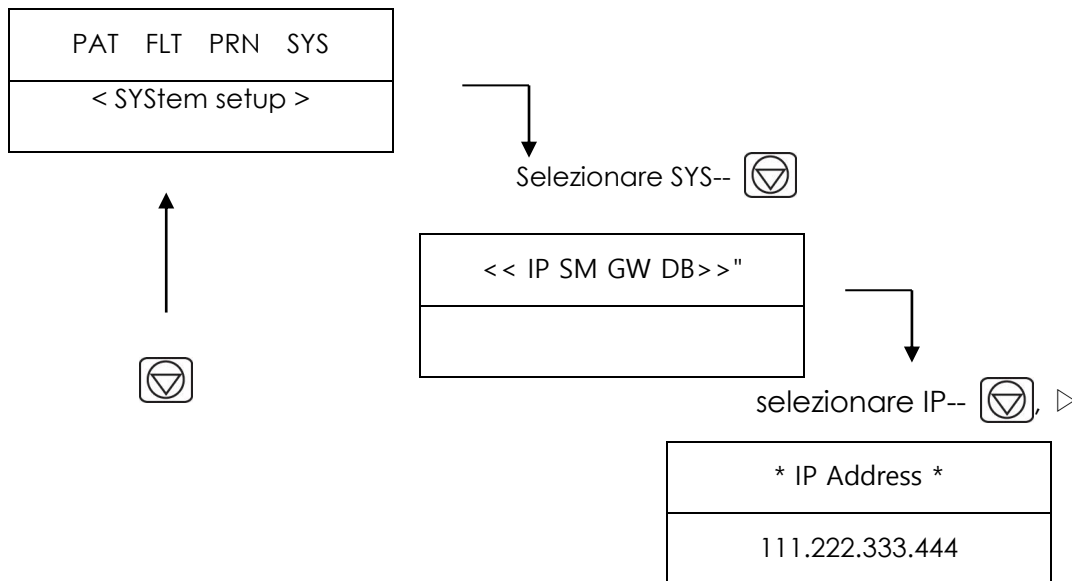 PAT FLT PRN SYS
< SYStem setup >
Selezionare SYS--
<< IP SM GW DB>>"
selezionare IP-- , ▷
* IP Address *
111.222.333.444